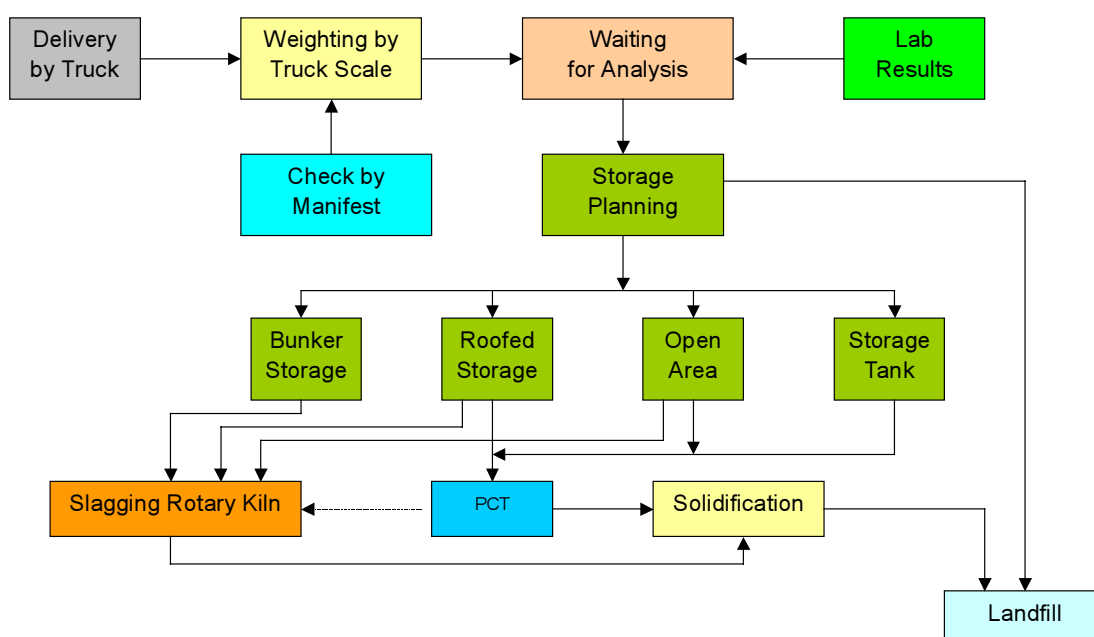 Delivery
by Truck
Weighting by
Truck Scale
Waiting
for Analysis
Lab
Results
Check by
Manifest
Storage
Planning
Bunker
Storage
Roofed
Storage
Open
Area
Storage
Tank
Slagging Rotary Kiln
PCT
Solidification
Landfill